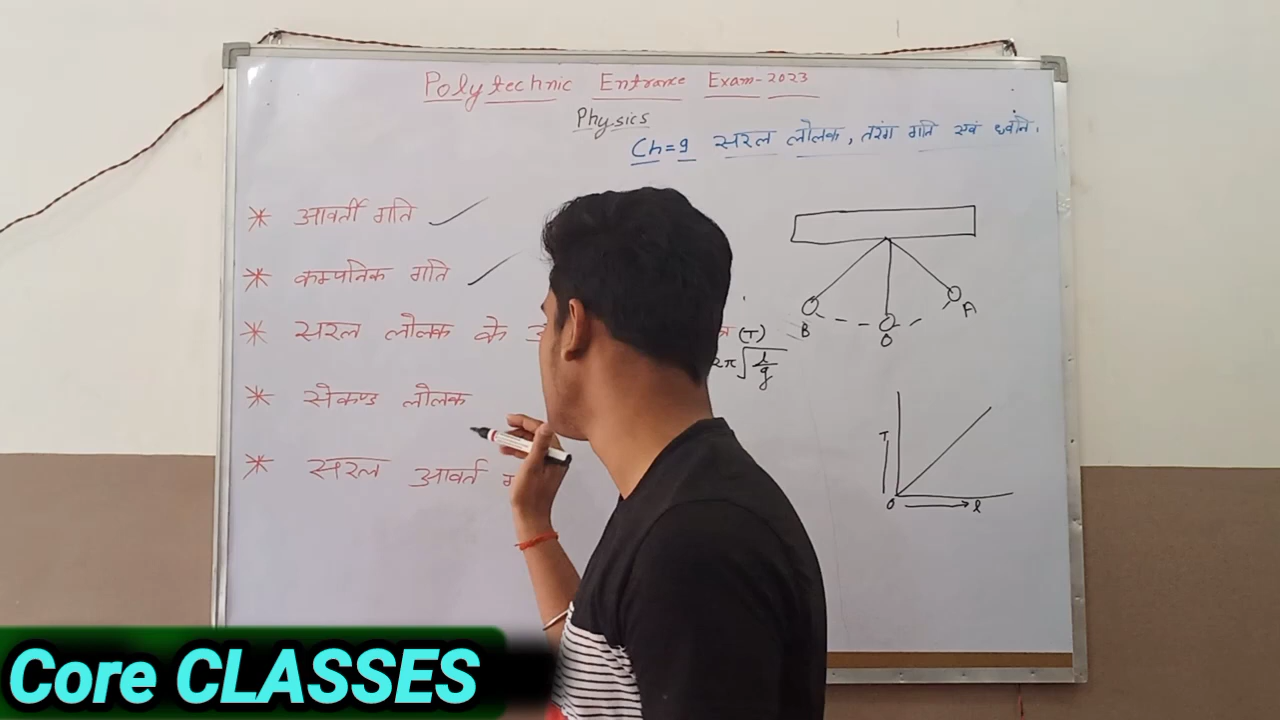 Polytechnic Entrance Exam-2023
Physics
Ch=9 सरल लोलक, तरंग गति एवं ध्वनि.
* आवर्ती गति
* कम्पनिक गति
* सरल लोलक के
(T)
2π√l/g
* सेकण्ड लोलक
* सरल आवर्त ग
B
O
A
T
O
l
Core CLASSES